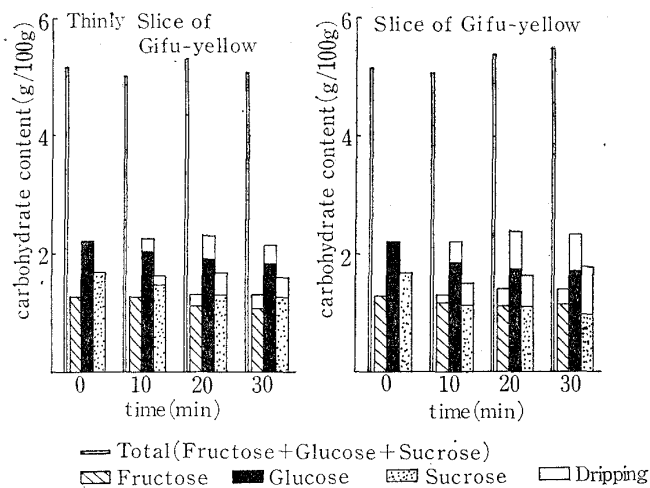 Thinly Slice of
Gifu-yellow
Slice of Gifu-yellow
carbohydrate content(g/100g)
6
4
2
0 10 20 30
time(min)
carbohydrate content(g/100g)
6
4
2
0 10 20 30
time(min)
Total(Fructose+Glucose+Sucrose)
Fructose Glucose Sucrose Dripping